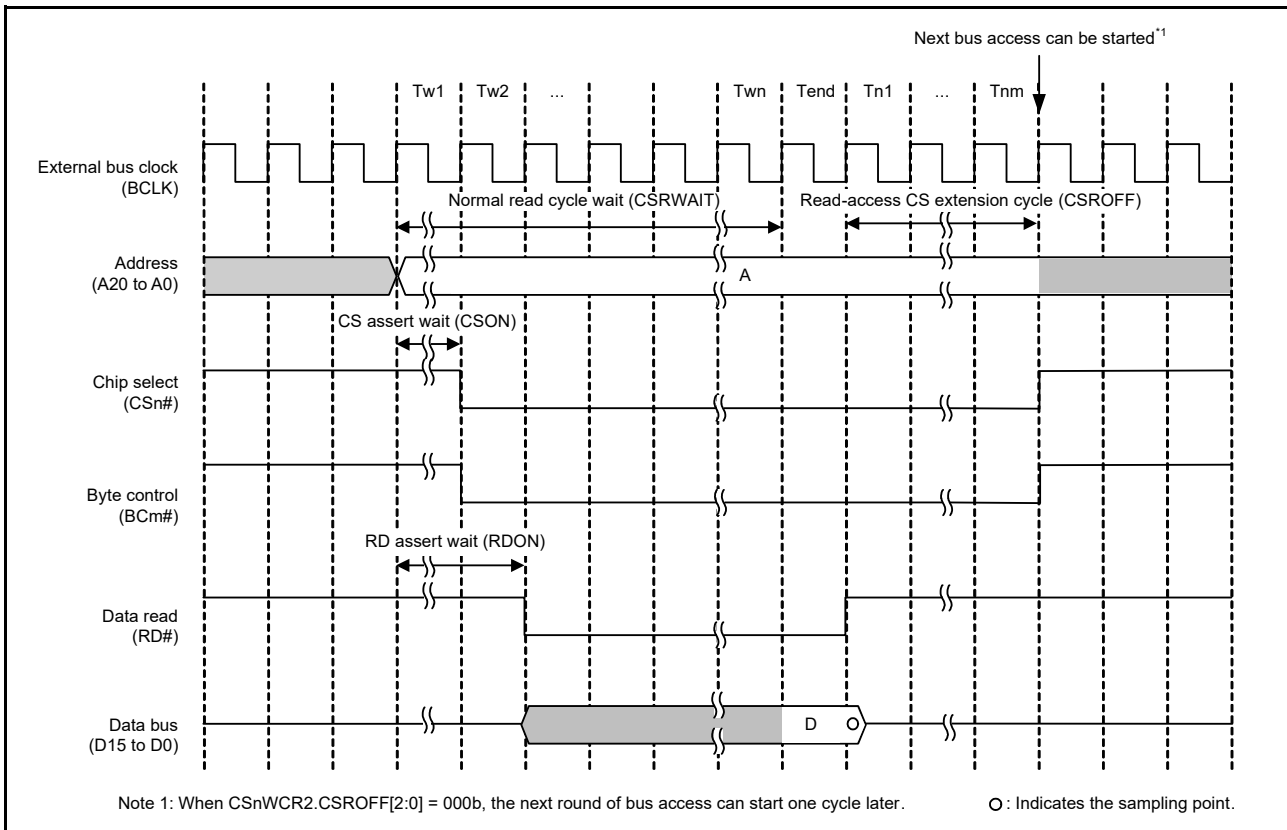 Next bus access can be started*1
Tw1 Tw2 ... Twn Tend Tn1 ... Tnm
External bus clock
(BCLK)
Normal read cycle wait (CSRWAIT) Read-access CS extension cycle (CSROFF)
Address
(A20 to A0)
A
CS assert wait (CSON)
Chip select
(CSn#)
Byte control
(BCm#)
RD assert wait (RDON)
Data read
(RD#)
Data bus
(D15 to D0)
D
Note 1: When CSnWCR2.CSROFF[2:0] = 000b, the next round of bus access can start one cycle later.
: Indicates the sampling point.